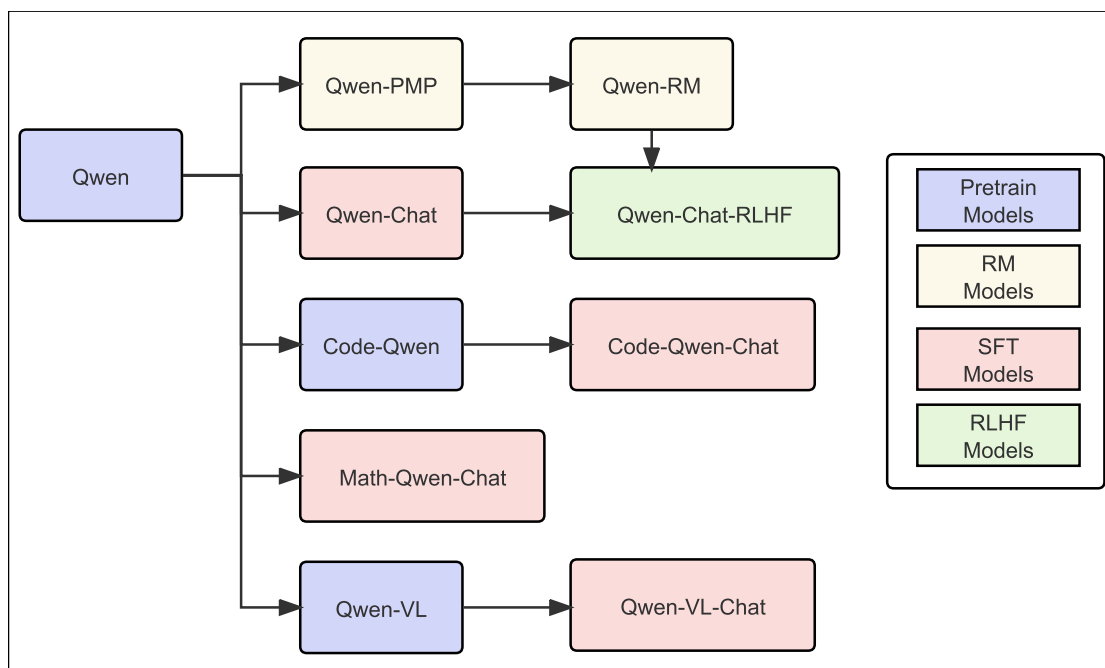 Qwen-PMP
Qwen-RM
Qwen
Qwen-Chat
Qwen-Chat-RLHF
Code-Qwen
Code-Qwen-Chat
Math-Qwen-Chat
Qwen-VL
Qwen-VL-Chat
Pretrain
Models
RM
Models
SFT
Models
RLHF
Models